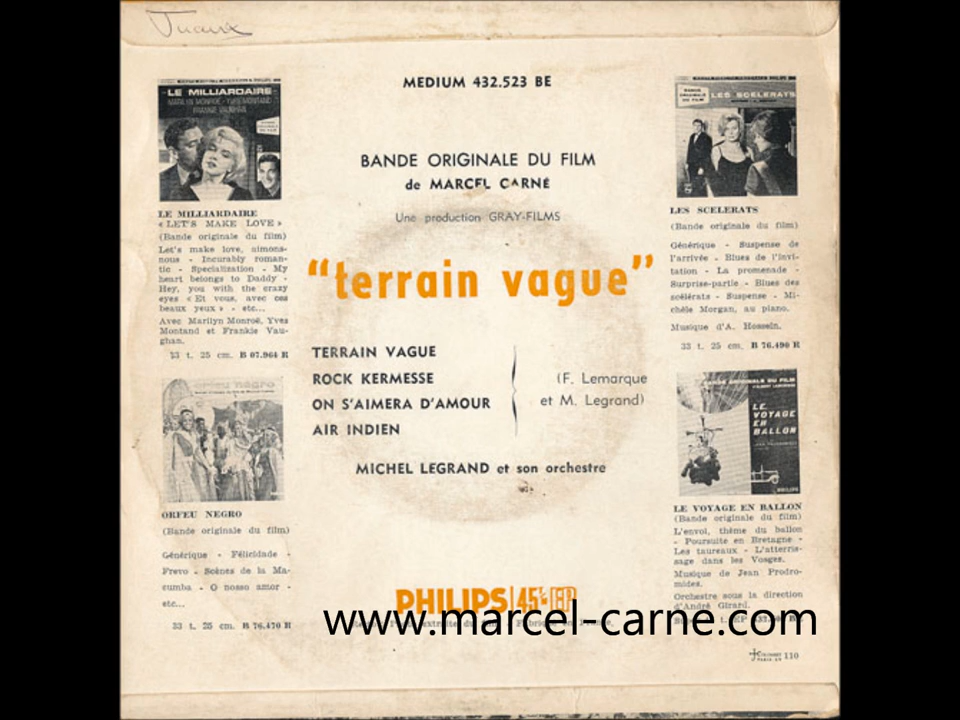 MEDIUM 432.523 BE
BANDE ORIGINALE DU FILM
de MARCEL CARNÉ
Une production GRAY-FILMS
“terrain vague”
TERRAIN VAGUE
ROCK KERMESSE
ON S'AIMERA D'AMOUR
AIR INDIEN
(F. Lemarque
et M. Legrand)
MICHEL LEGRAND et son orchestre
PHILIPS 45 EP
www.marcel-carne.com
LE MILLIARDAIRE
MARILYN MONROE - YVES MONTAND
FRANKIE VAUGHAN
LE MILLIARDAIRE
« LET'S MAKE LOVE »
(Bande originale du film)
Let's make love, aimons-
nous - Incurably roman-
tic - Specialization - My
heart belongs to Daddy -
Hey, you with the crazy
eyes « Et vous, avec ces
beaux yeux » - etc...
Avec Marilyn Monroë, Yves
Montand et Frankie Vau-
ghan.
33 t. 25 cm. B 07.964 R
orfeu negro
ORFEU NEGRO
(Bande originale du film)
Générique - Félicidade -
Frevo - Scènes de la Ma-
cumba - O nosso amor -
etc...
33 t. 25 cm. B 76.470 R
LES SCELERATS
LES SCELERATS
(Bande originale du film)
Générique - Suspense de
l'arrivée - Blues de l'invi-
tation - La promenade -
Surprise-partie - Blues des
scélérats - Suspense - Mi-
chèle Morgan, au piano.
Musique d'A. Hossein.
33 t. 25 cm. B 76.490 R
BANDE ORIGINALE DU FILM
LE
VOYAGE
EN
BALLON
PHILIPS
LE VOYAGE EN BALLON
(Bande originale du film)
L'envol, thème du ballon
- Poursuite en Bretagne -
Les taureaux - L'atterris-
sage dans les Vosges.
Musique de Jean Prodro-
midès.
Orchestre sous la direction
d'André Girard.
110